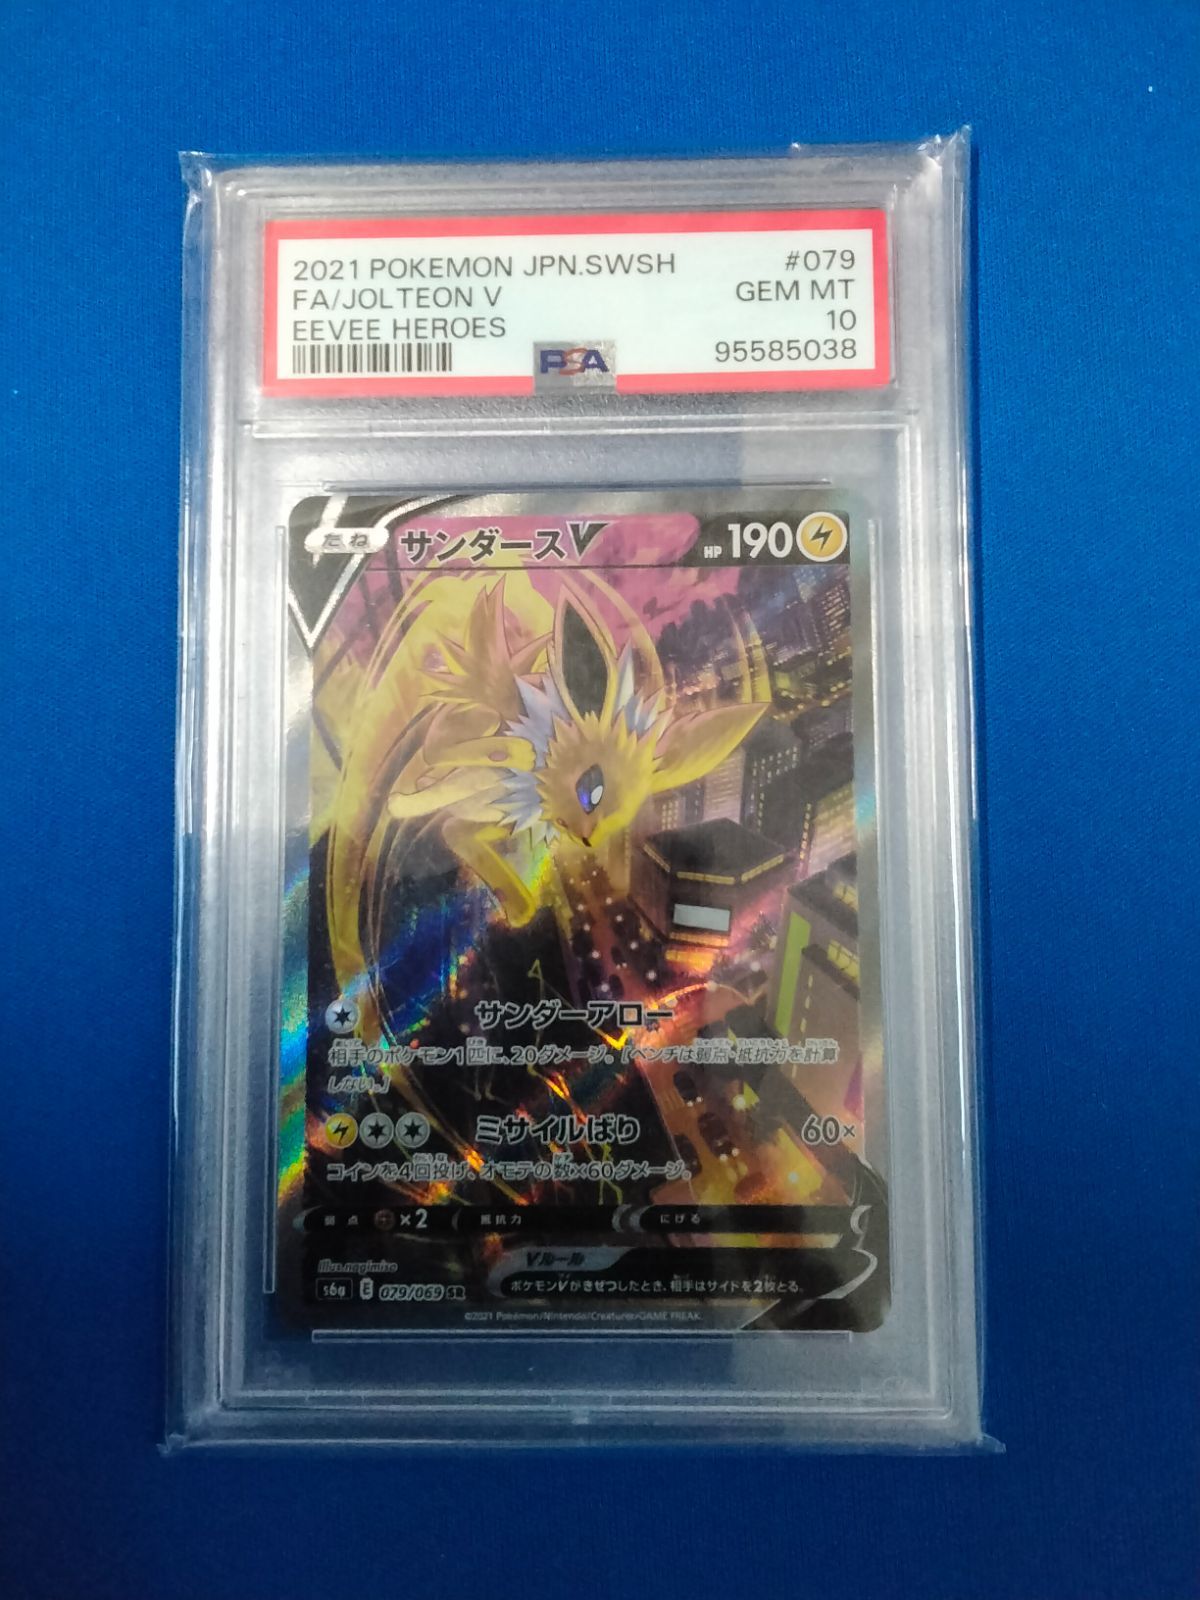 2021 POKEMON JPN.SWSH #079
FA/JOLTEON V GEM MT
EEVEE HEROES 10
PSA 95585038
たね サンダースV HP 190
サンダーアロー
相手のポケモン1匹に、20ダメージ。[ベンチは弱点・抵抗力を計算
しない。]
ミサイルばり 60×
コインを4回投げ、オモテの数×60ダメージ。
弱点 ×2 抵抗力 にげる
illus.nagimiso
Vルール
s6a E 079/069 SR ポケモンVがきぜつしたとき、相手はサイドを2枚とる。
©2021 Pokémon/Nintendo/Creatures/GAME FREAK.